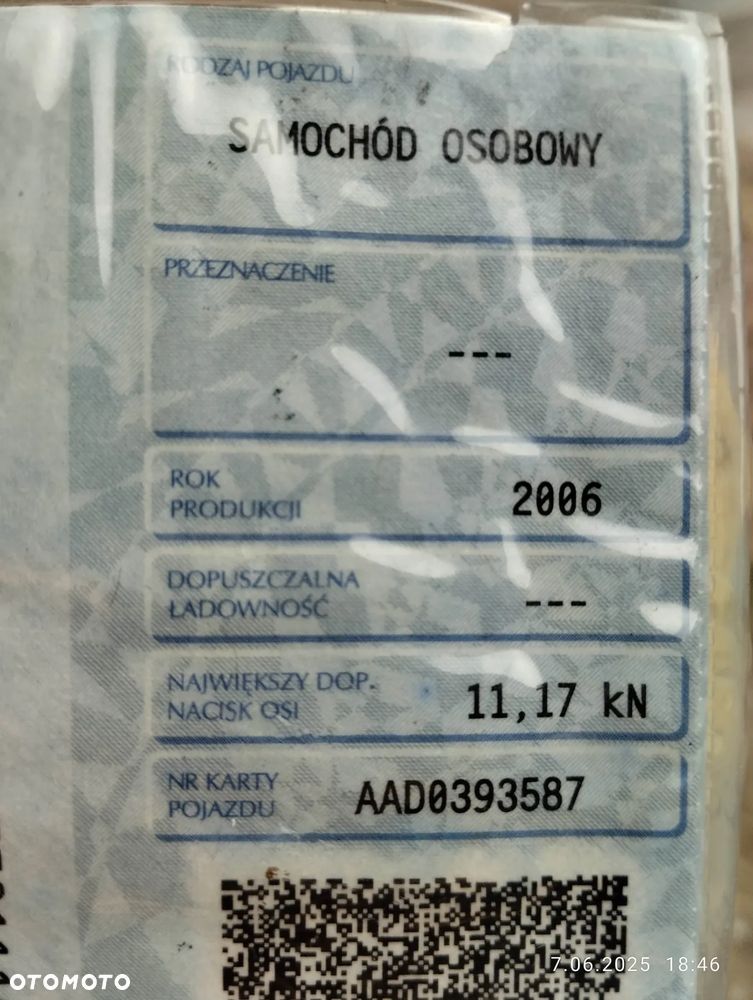 RODZAJ POJAZDU
SAMOCHÓD OSOBOWY
PRZEZNACZENIE
---
ROK
PRODUKCJI
2006
DOPUSZCZALNA
ŁADOWNOŚĆ
---
NAJWIĘKSZY DOP.
NACISK OSI
11,17 kN
NR KARTY
POJAZDU
AAD0393587
7.06.2025 18:46
OTOMOTO